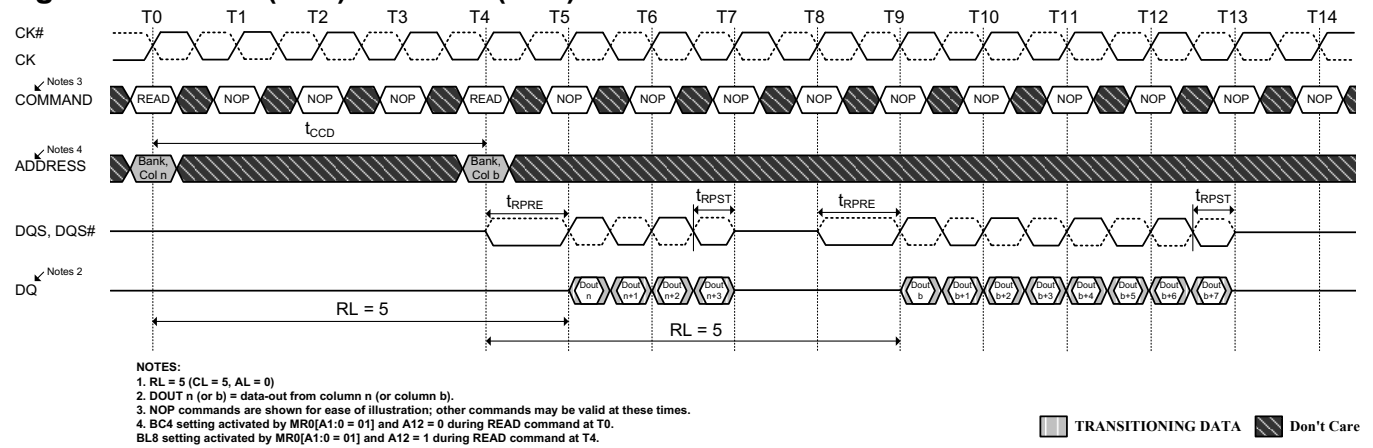 T0 T1 T2 T3 T4 T5 T6 T7 T8 T9 T10 T11 T12 T13 T14
CK#
CK
Notes 3
COMMAND
READ NOP NOP NOP READ NOP NOP NOP NOP NOP NOP NOP NOP NOP NOP
tCCD
Notes 4
ADDRESS
Bank, Col n
Bank, Col b
tRPRE tRPST tRPRE tRPST
DQS, DQS#
Notes 2
DQ
Dout n
Dout n+1
Dout n+2
Dout n+3
Dout b
Dout b+1
Dout b+2
Dout b+3
Dout b+4
Dout b+5
Dout b+6
Dout b+7
RL = 5
RL = 5
NOTES:
1. RL = 5 (CL = 5, AL = 0)
2. DOUT n (or b) = data-out from column n (or column b).
3. NOP commands are shown for ease of illustration; other commands may be valid at these times.
4. BC4 setting activated by MR0[A1:0 = 01] and A12 = 0 during READ command at T0.
BL8 setting activated by MR0[A1:0 = 01] and A12 = 1 during READ command at T4.
TRANSITIONING DATA
Don't Care